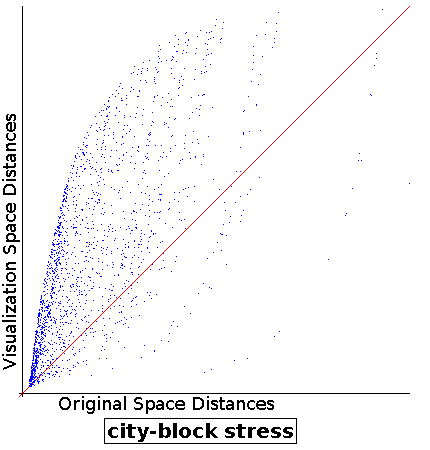 Visualization Space Distances
Original Space Distances
city-block stress